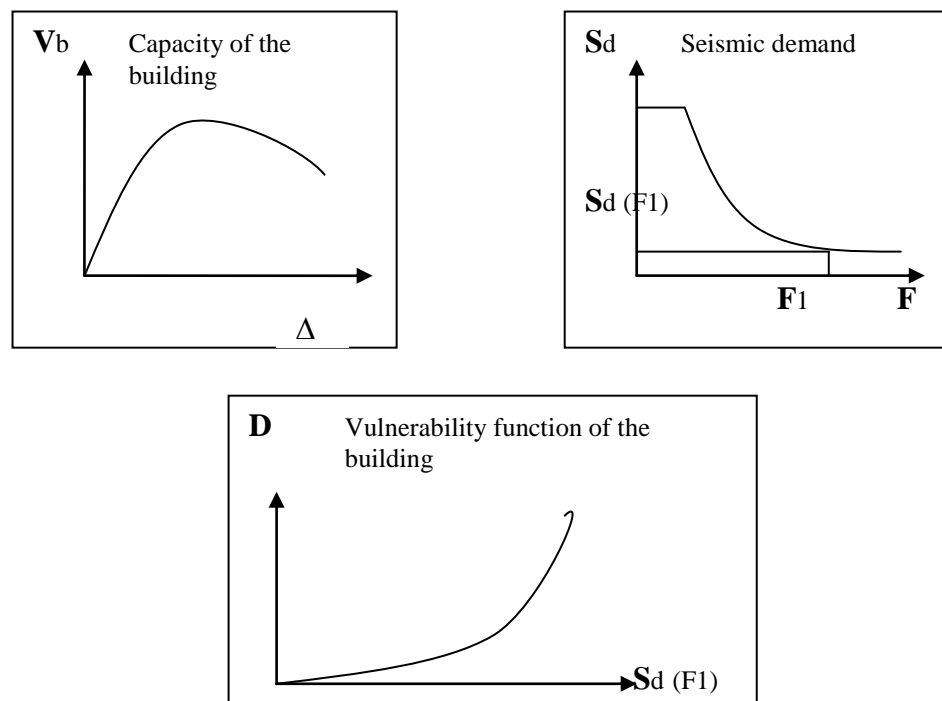 Vb Capacity of the
building
Δ
Sd Seismic demand
Sd (F1)
F1 F
D Vulnerability function of the
building
Sd (F1)